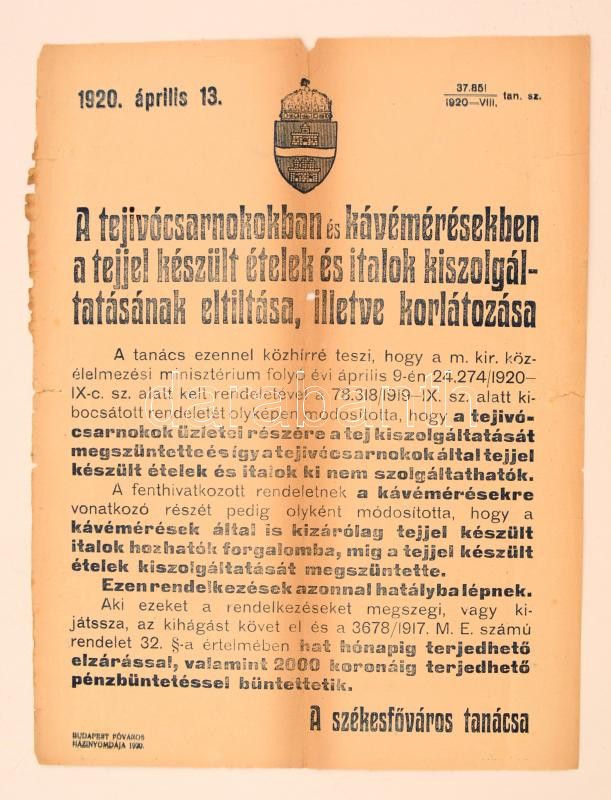 1920. április 13.
37.851
1920—VIII. tan. sz.
A tejivócsarnokokban és kávémérésekben
a tejjel készült ételek és italok kiszolgál-
tatásának eltiltása, illetve korlátozása
A tanács ezennel közhirré teszi, hogy a m. kir. köz-
élelmezési minisztérium folyó évi április 9-én 24.274/1920—
IX-c. sz. alatt kelt rendeletével a 78.318/1919—IX. sz. alatt ki-
bocsátott rendeletét olyképen módositotta, hogy a tejivó-
csarnokok üzletei részére a tej kiszolgáltatását
megszüntette és igy a tejivócsarnokok által tejjel
készült ételek és italok ki nem szolgáltathatók.
A fenthivatkozott rendeletnek a kávémérésekre
vonatkozó részét pedig olyként módositotta, hogy a
kávémérések által is kizárólag tejjel készült
italok hozhatók forgalomba, mig a tejjel készült
ételek kiszolgáltatását megszüntette.
Ezen rendelkezések azonnal hatályba lépnek.
Aki ezeket a rendelkezéseket megszegi, vagy ki-
játssza, az kihágást követ el és a 3678/1917. M. E. számú
rendelet 32. §-a értelmében hat hónapig terjedhető
elzárással, valamint 2000 koronáig terjedhető
pénzbüntetéssel büntettetik.
A székesfőváros tanácsa
BUDAPEST FŐVÁROS
HÁZINYOMDÁJA 1920.
darabanth